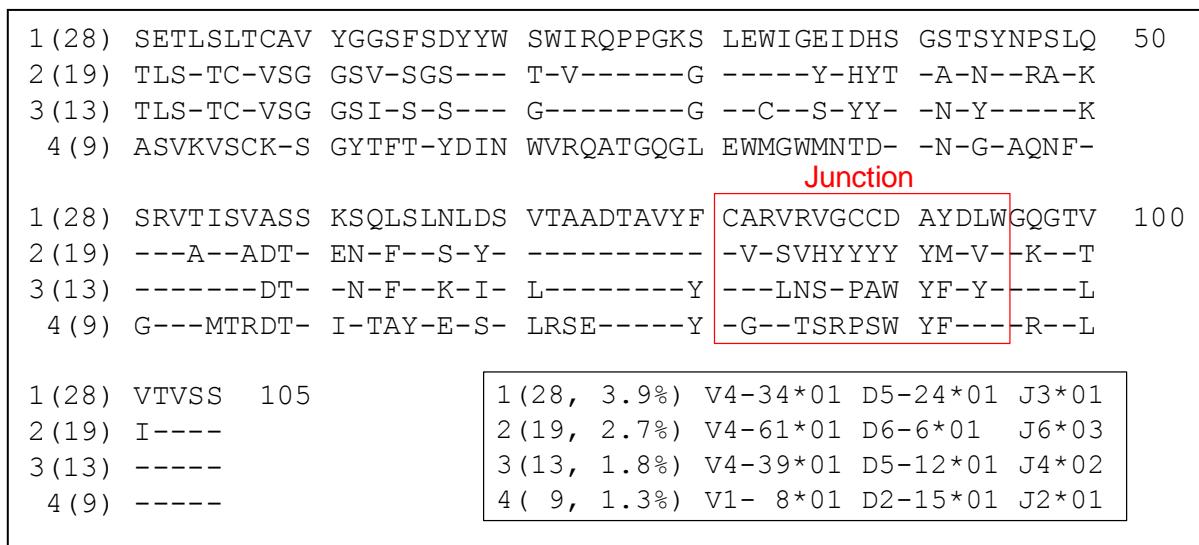 1(28) SETLSLTCAV YGGSFSDYYW SWIRQPPGKS LEWIGEIDHS GSTSYNPSLQ 50
2(19) TLS-TC-VSG GSV-SGS--- T-V------G -----Y-HYT -A-N--RA-K
3(13) TLS-TC-VSG GSI-S-S--- G--------G --C--S-YY- -N-Y-----K
4(9) ASVKVSCK-S GYTFT-YDIN WVRQATGQGL EWMGWMNTD- -N-G-AQNF-
Junction
1(28) SRVTISVASS KSQLSLNLDS VTAADTAVYF CARVRVGCCD AYDLWGQGTV 100
2(19) ---A--ADT- EN-F--S-Y- ---------- -V-SVHYYYY YM-V--K--T
3(13) -------DT- -N-F--K-I- L--------Y ---LNS-PAW YF-Y-----L
4(9) G---MTRDT- I-TAY-E-S- LRSE-----Y -G--TSRPSW YF----R--L
1(28) VTVSS 105
2(19) I----
3(13) -----
4(9) -----
1(28, 3.9%) V4-34*01 D5-24*01 J3*01
2(19, 2.7%) V4-61*01 D6-6*01 J6*03
3(13, 1.8%) V4-39*01 D5-12*01 J4*02
4( 9, 1.3%) V1- 8*01 D2-15*01 J2*01